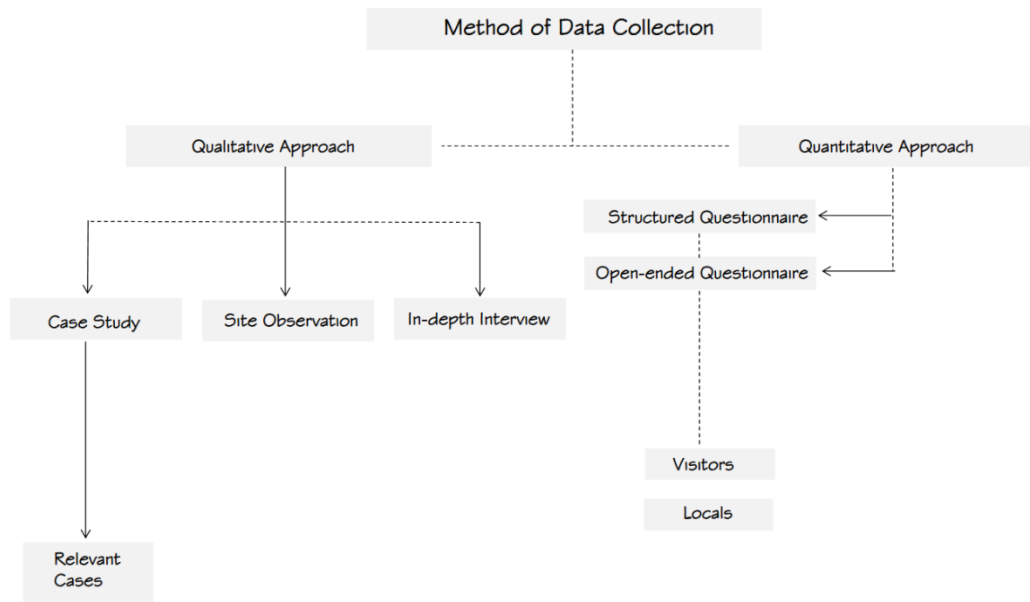 Method of Data Collection
Qualitative Approach
Quantitative Approach
Structured Questionnaire
Open-ended Questionnaire
Case Study
Site Observation
In-depth Interview
Visitors
Locals
Relevant
Cases